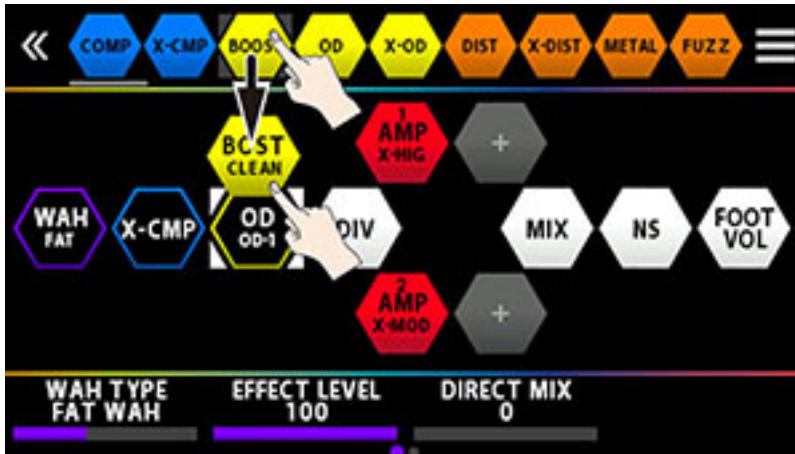 COMP X-CMP BOOS OD X-OD DIST X-DIST METAL FUZZ
BOST
CLEAN
1
AMP
X-HIG
+
WAH
FAT
X-CMP
OD
OD-1
DIV
MIX
NS
FOOT
VOL
2
AMP
X-MOD
+
WAH TYPE
FAT WAH
EFFECT LEVEL
100
DIRECT MIX
0